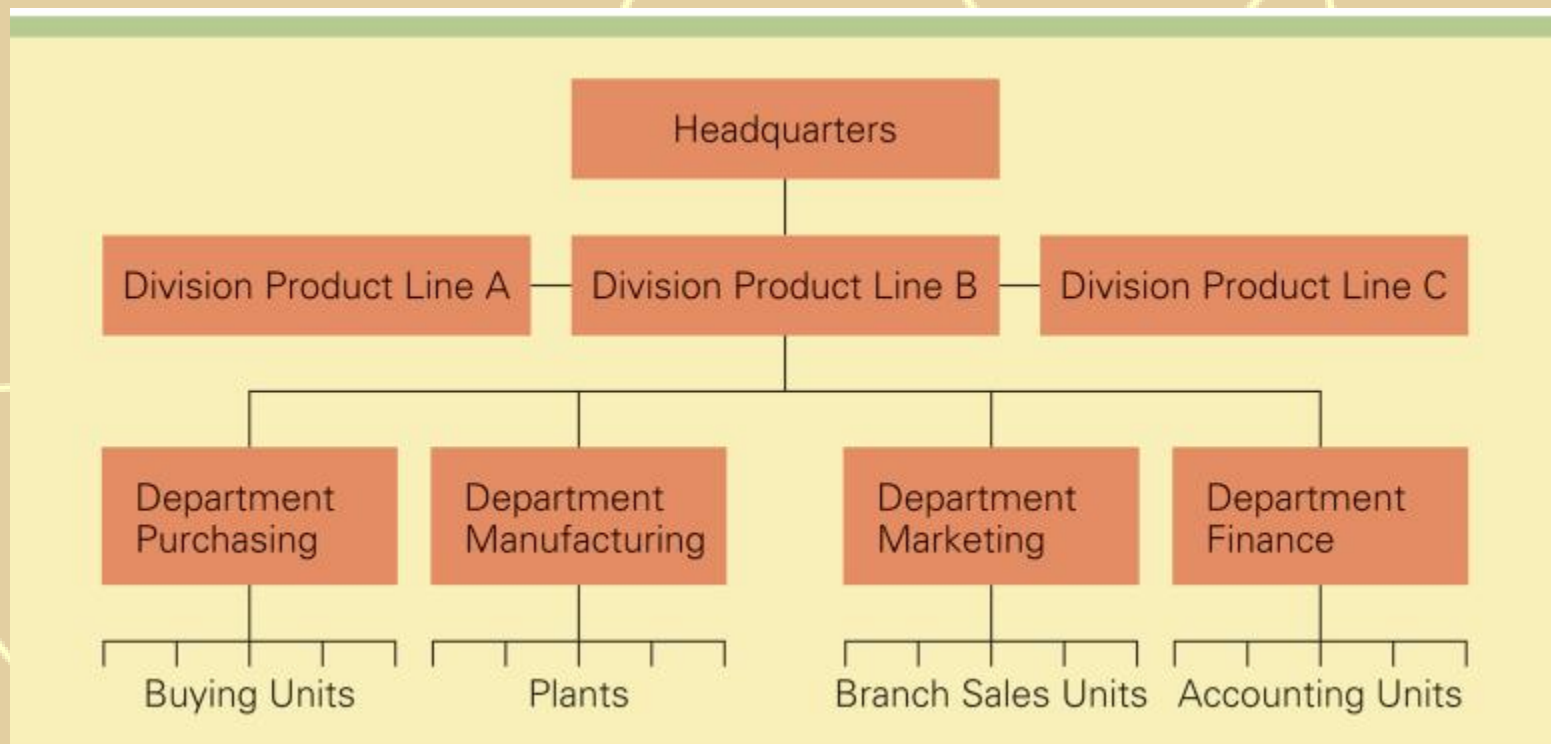 Headquarters
Division Product Line A
Division Product Line B
Division Product Line C
Department
Purchasing
Department
Manufacturing
Department
Marketing
Department
Finance
Buying Units
Plants
Branch Sales Units
Accounting Units